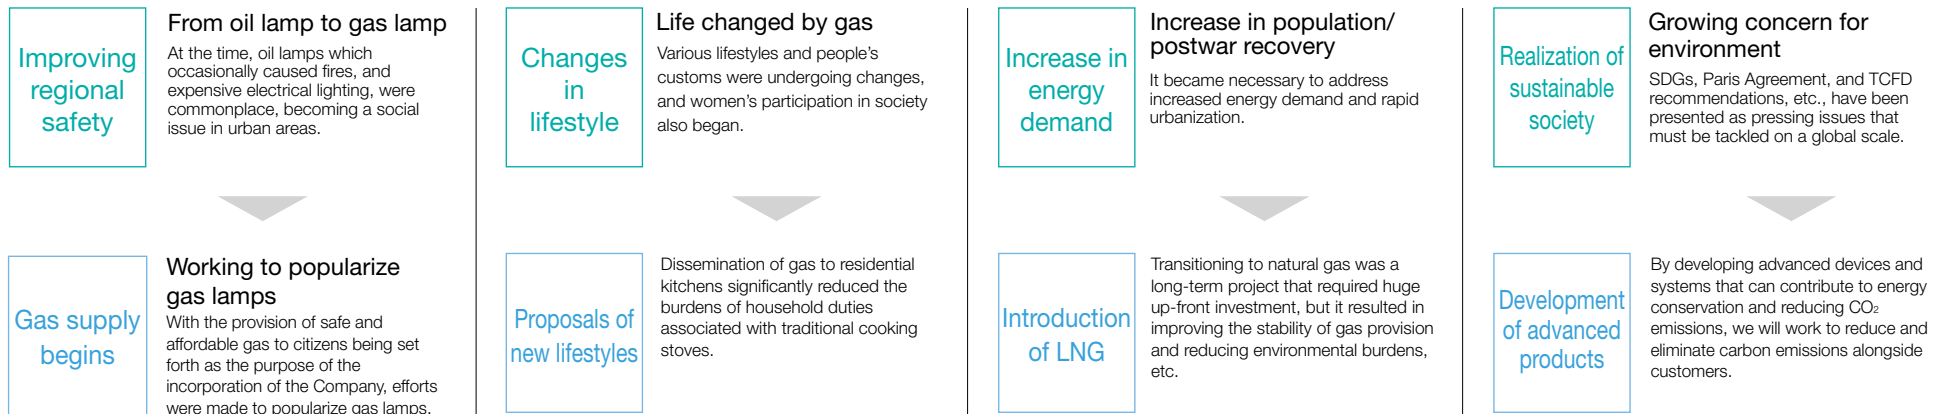 Improving
regional
safety
From oil lamp to gas lamp
At the time, oil lamps which
occasionally caused fires, and
expensive electrical lighting, were
commonplace, becoming a social
issue in urban areas.
Gas supply
begins
Working to popularize
gas lamps
With the provision of safe and
affordable gas to citizens being set
forth as the purpose of the
incorporation of the Company, efforts
were made to popularize gas lamps.
Changes
in
lifestyle
Life changed by gas
Various lifestyles and people's
customs were undergoing changes,
and women's participation in society
also began.
Proposals of
new lifestyles
Dissemination of gas to residential
kitchens significantly reduced the
burdens of household duties
associated with traditional cooking
stoves.
Increase in
energy
demand
Increase in population/
postwar recovery
It became necessary to address
increased energy demand and rapid
urbanization.
Introduction
of LNG
Transitioning to natural gas was a
long-term project that required huge
up-front investment, but it resulted in
improving the stability of gas provision
and reducing environmental burdens,
etc.
Realization of
sustainable
society
Growing concern for
environment
SDGs, Paris Agreement, and TCFD
recommendations, etc., have been
presented as pressing issues that
must be tackled on a global scale.
Development
of advanced
products
By developing advanced devices and
systems that can contribute to energy
conservation and reducing CO₂
emissions, we will work to reduce and
eliminate carbon emissions alongside
customers.